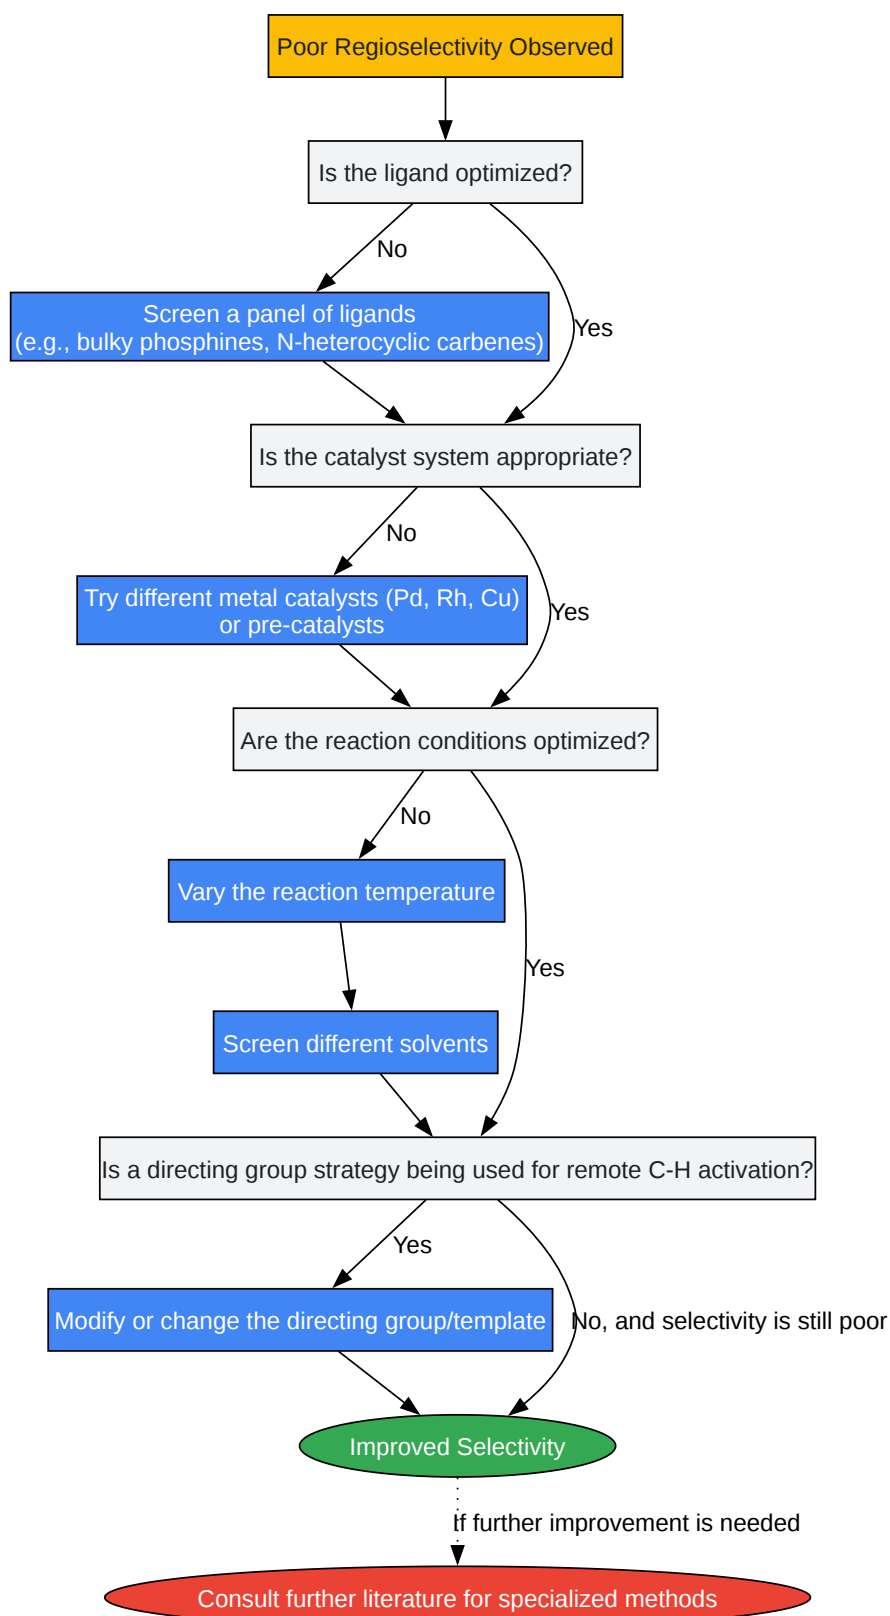 Poor Regioselectivity Observed
Is the ligand optimized?
No
Screen a panel of ligands
(e.g., bulky phosphines, N-heterocyclic carbenes)
Yes
Is the catalyst system appropriate?
No
Try different metal catalysts (Pd, Rh, Cu)
or pre-catalysts
Yes
Are the reaction conditions optimized?
No
Vary the reaction temperature
Yes
Screen different solvents
Is a directing group strategy being used for remote C-H activation?
Yes
Modify or change the directing group/template
No, and selectivity is still poor
Improved Selectivity
If further improvement is needed
Consult further literature for specialized methods